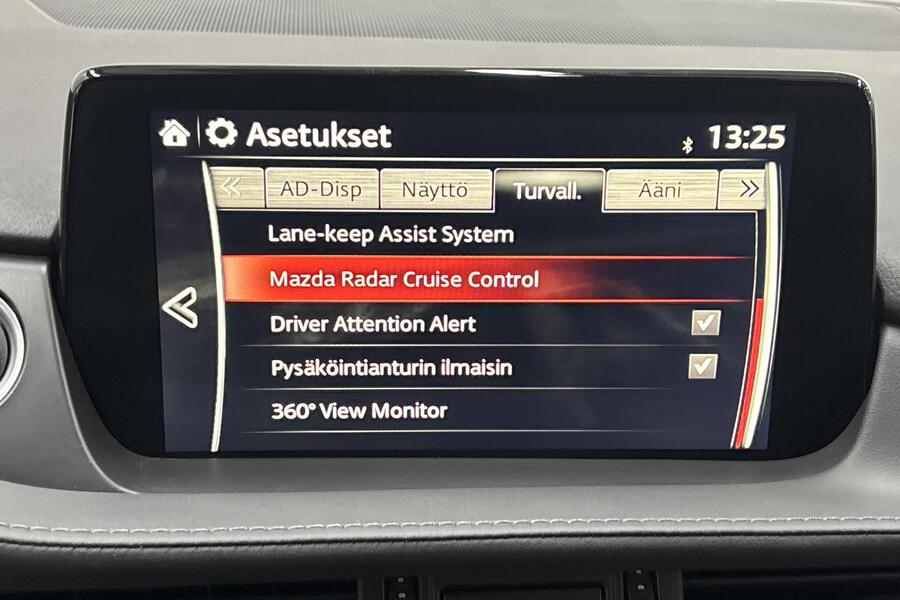 Asetukset 13:25
« AD-Disp Näyttö Turvall. Ääni »
Lane-keep Assist System
Mazda Radar Cruise Control
Driver Attention Alert
Pysäköintianturin ilmaisin
360° View Monitor